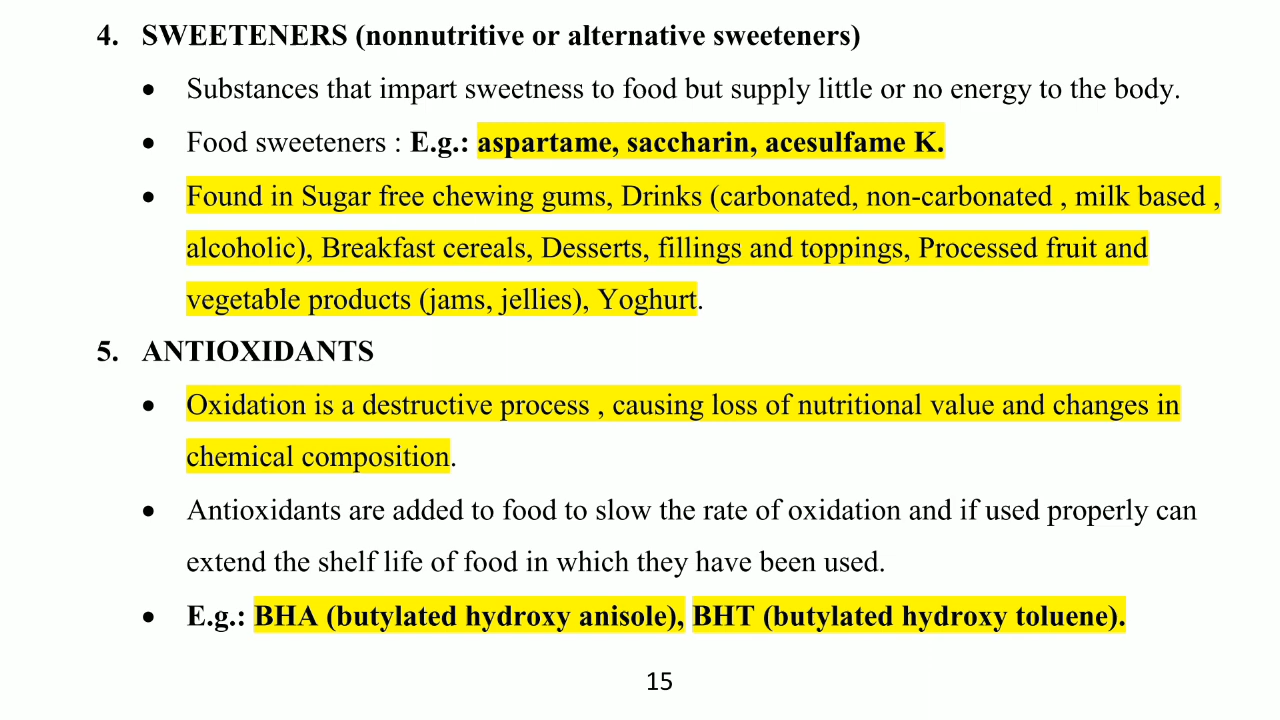 4. SWEETENERS (nonnutritive or alternative sweeteners)
• Substances that impart sweetness to food but supply little or no energy to the body.
• Food sweeteners : E.g.: aspartame, saccharin, acesulfame K.
• Found in Sugar free chewing gums, Drinks (carbonated, non-carbonated , milk based ,
alcoholic), Breakfast cereals, Desserts, fillings and toppings, Processed fruit and
vegetable products (jams, jellies), Yoghurt.
5. ANTIOXIDANTS
• Oxidation is a destructive process , causing loss of nutritional value and changes in
chemical composition.
• Antioxidants are added to food to slow the rate of oxidation and if used properly can
extend the shelf life of food in which they have been used.
• E.g.: BHA (butylated hydroxy anisole), BHT (butylated hydroxy toluene).
15